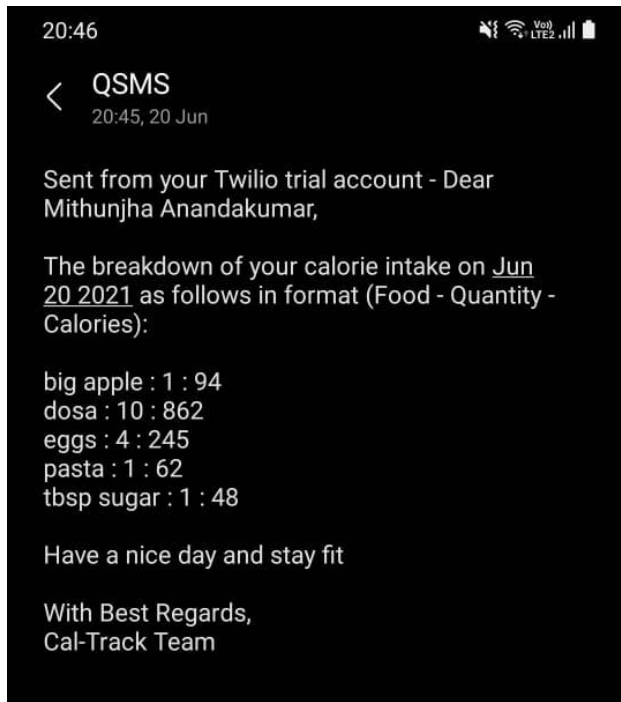 20:46
Vo))
LTE2
QSMS
20:45, 20 Jun
Sent from your Twilio trial account - Dear
Mithunjha Anandakumar,
The breakdown of your calorie intake on Jun
20 2021 as follows in format (Food - Quantity -
Calories):
big apple : 1 : 94
dosa : 10 : 862
eggs : 4 : 245
pasta : 1 : 62
tbsp sugar : 1 : 48
Have a nice day and stay fit
With Best Regards,
Cal-Track Team